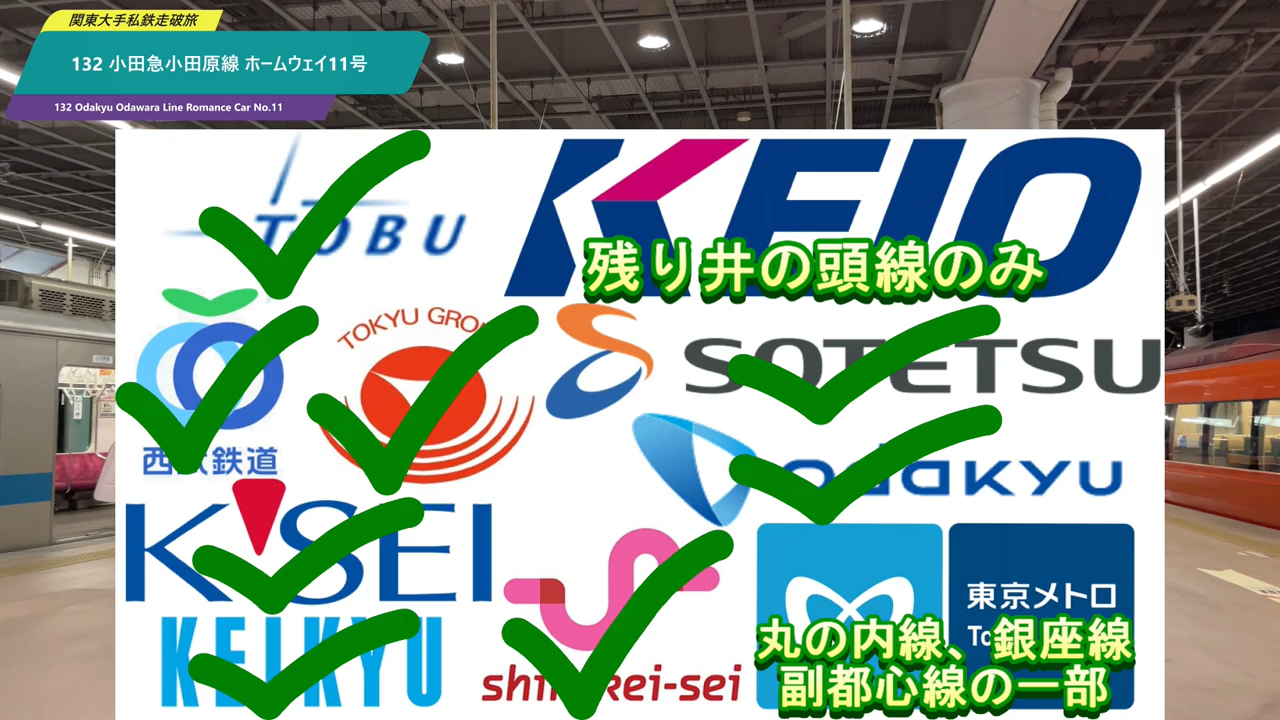 関東大手私鉄走破旅
132 小田急小田原線 ホームウェイ11号
132 Odakyu Odawara Line Romance Car No.11
TOBU
KEIO
残り井の頭線のみ
TOKYU GRO
SOTETSU
西武鉄道
odakyu
KEISEI
東京メトロ
KEIKYU
丸の内線、銀座線
副都心線の一部
shin kei-sei